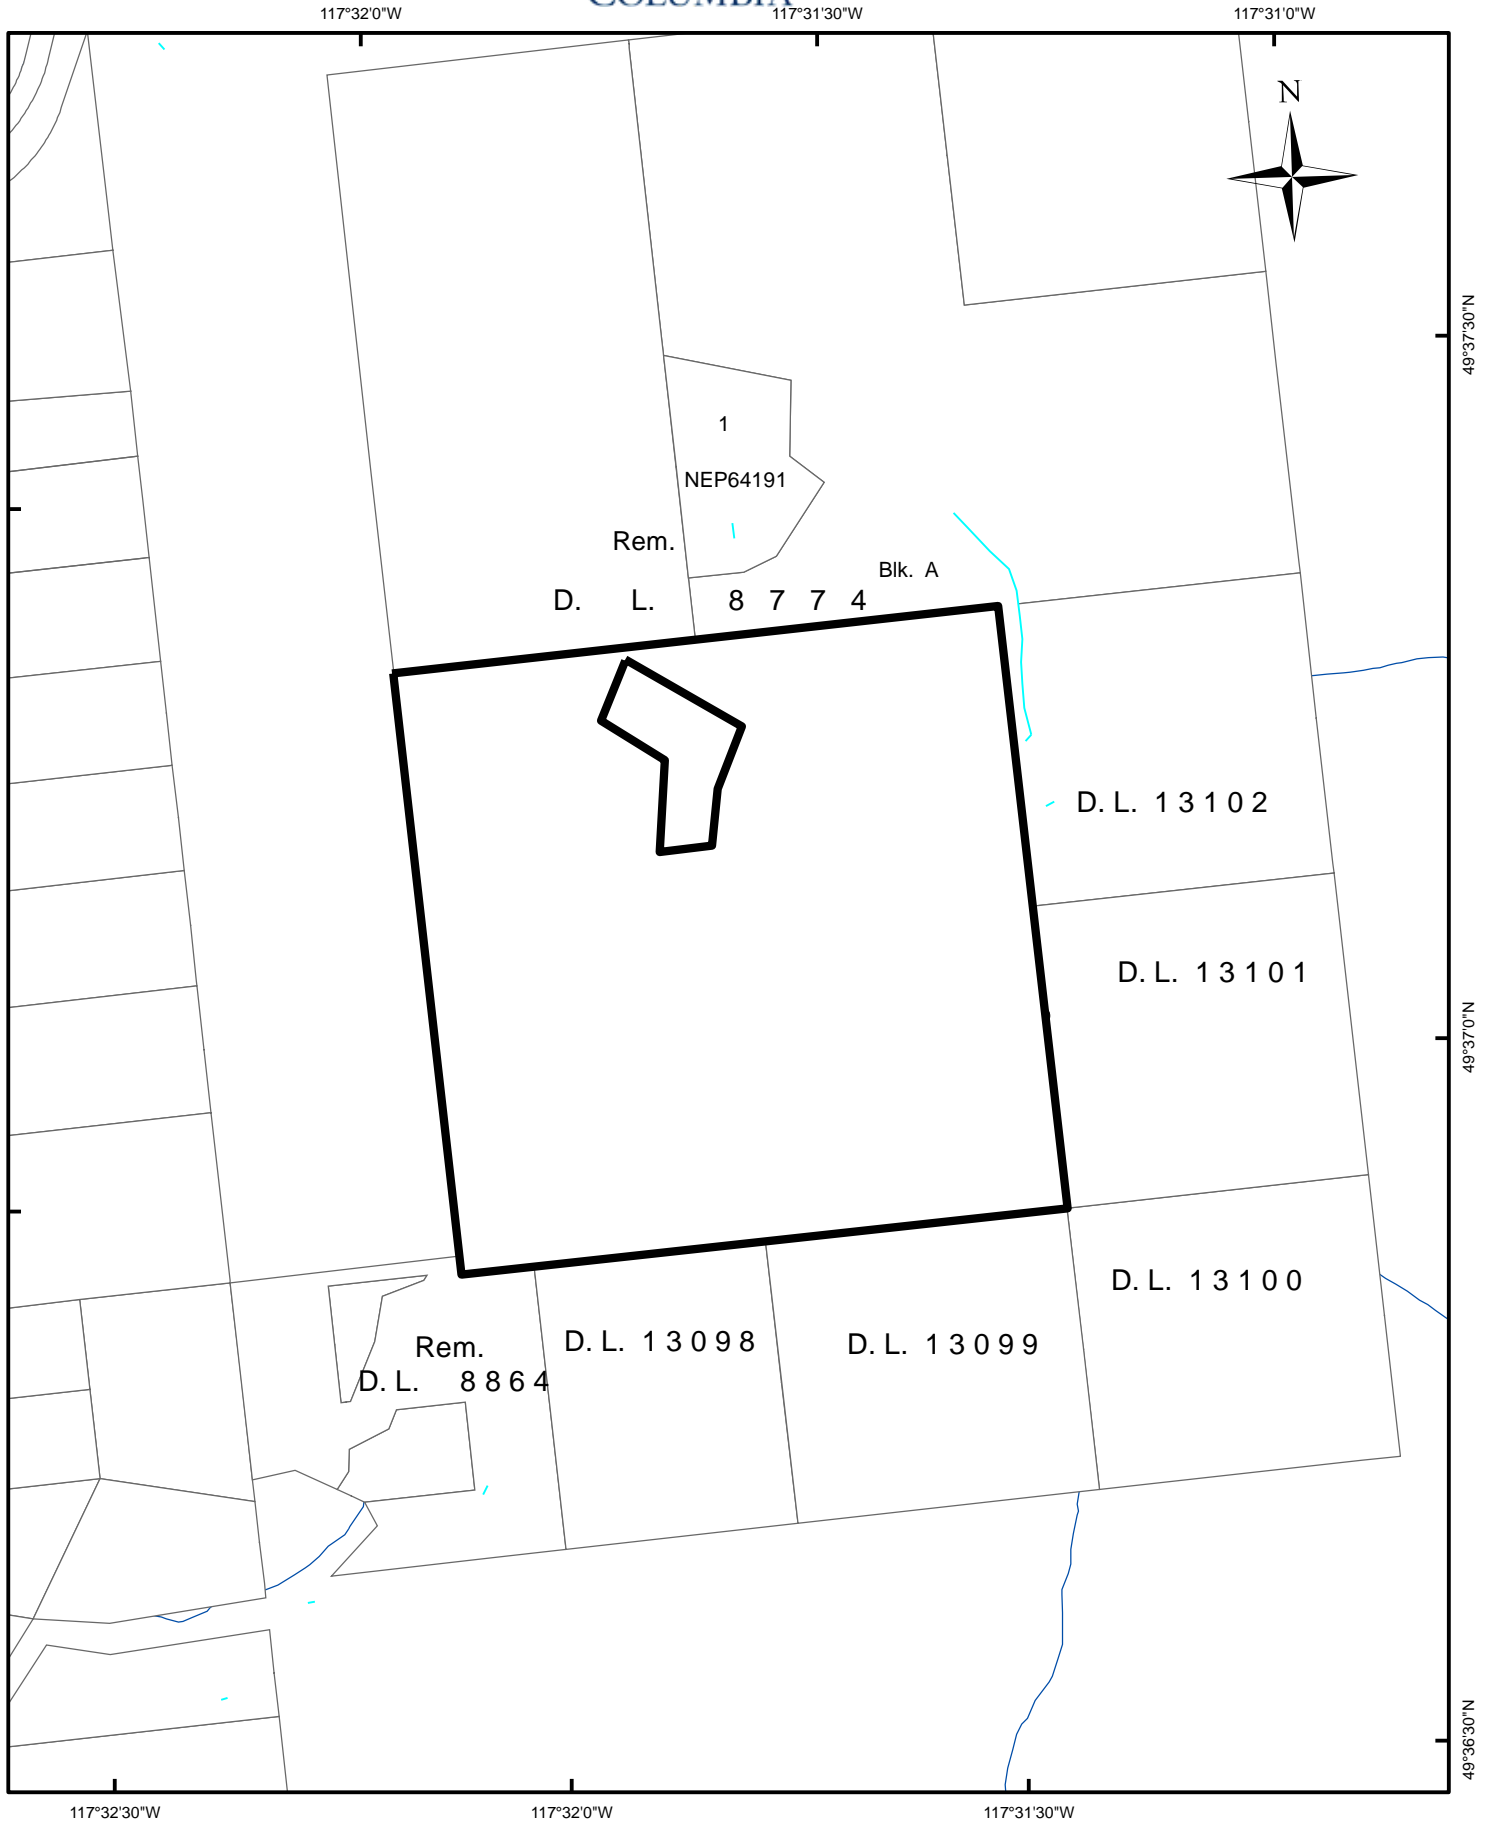 COLUMBIA
117°32'0"W
117°31'30"W
117°31'0"W
N
49°37'30"N
1
NEP64191
Rem.
Blk. A
D. L. 8 7 7 4
D. L. 1 3 1 0 2
D. L. 1 3 1 0 1
49°37'0"N
D. L. 1 3 1 0 0
D. L. 1 3 0 9 8
D. L. 1 3 0 9 9
Rem.
D. L. 8 8 6 4
49°36'30"N
117°32'30"W
117°32'0"W
117°31'30"W